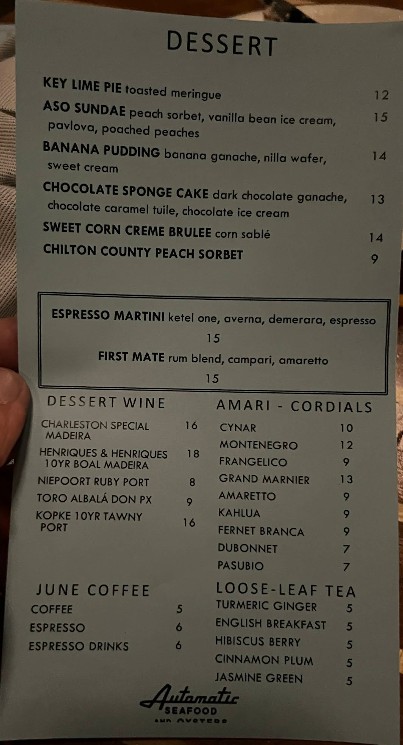 DESSERT
KEY LIME PIE toasted meringue 12
ASO SUNDAE peach sorbet, vanilla bean ice cream, 15
pavlova, poached peaches
BANANA PUDDING banana ganache, nilla wafer, 14
sweet cream
CHOCOLATE SPONGE CAKE dark chocolate ganache, 13
chocolate caramel tuile, chocolate ice cream
SWEET CORN CREME BRULEE corn sablé 14
CHILTON COUNTY PEACH SORBET 9
ESPRESSO MARTINI ketel one, averna, demerara, espresso
15
FIRST MATE rum blend, campari, amaretto
15
DESSERT WINE
CHARLESTON SPECIAL 16
MADEIRA
HENRIQUES & HENRIQUES 18
10YR BOAL MADEIRA
NIEPOORT RUBY PORT 8
TORO ALBALÁ DON PX 9
KOPKE 10YR TAWNY 16
PORT
AMARI - CORDIALS
CYNAR 10
MONTENEGRO 12
FRANGELICO 9
GRAND MARNIER 13
AMARETTO 9
KAHLUA 9
FERNET BRANCA 9
DUBONNET 7
PASUBIO 7
JUNE COFFEE
COFFEE 5
ESPRESSO 6
ESPRESSO DRINKS 6
LOOSE-LEAF TEA
TURMERIC GINGER 5
ENGLISH BREAKFAST 5
HIBISCUS BERRY 5
CINNAMON PLUM 5
JASMINE GREEN 5
Automatic
SEAFOOD
AND OYSTERS